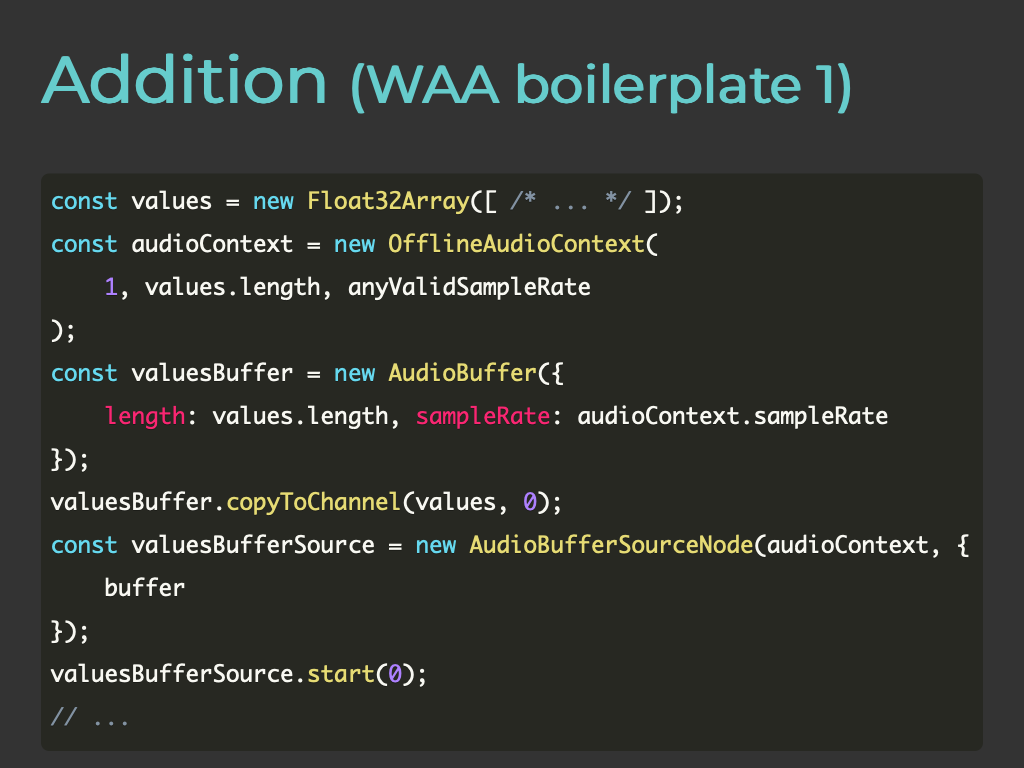 Addition (WAA boilerplate 1)
const values = new Float32Array([ /* ... */ ]);
const audioContext = new OfflineAudioContext(
    1, values.length, anyValidSampleRate
);
const valuesBuffer = new AudioBuffer({
    length: values.length, sampleRate: audioContext.sampleRate
});
valuesBuffer.copyToChannel(values, 0);
const valuesBufferSource = new AudioBufferSourceNode(audioContext, {
    buffer
});
valuesBufferSource.start(0);
// ...